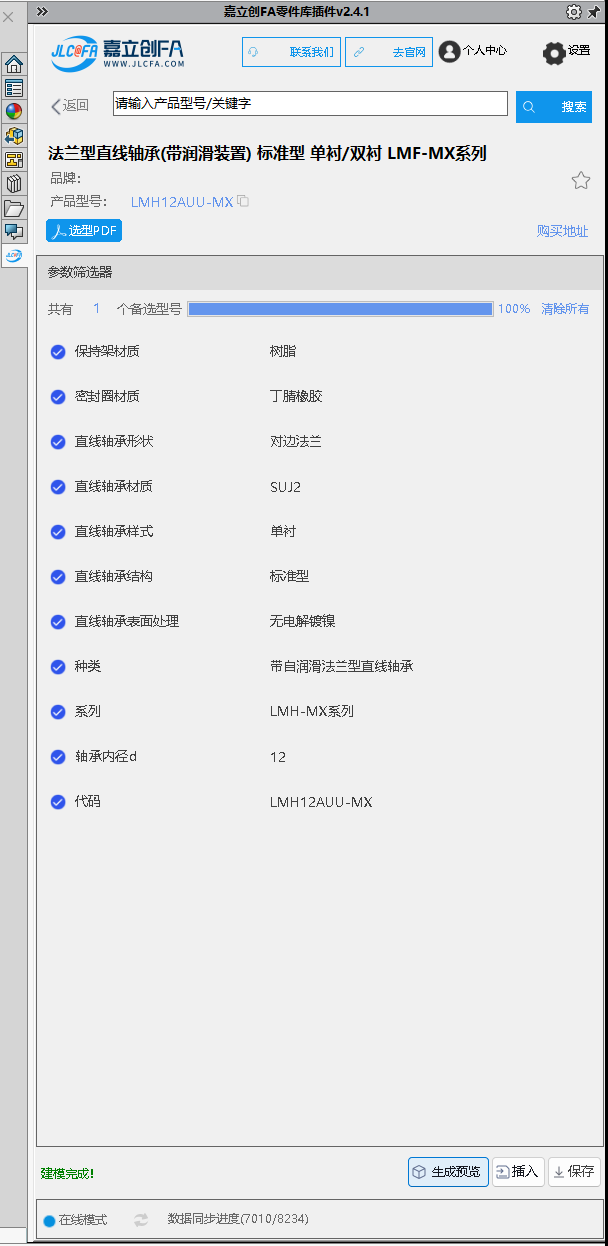 嘉立创FA零件库插件v2.4.1
JLC@FA 嘉立创FA
WWW.JLCFA.COM
联系我们 去官网 个人中心 设置
返回 请输入产品型号/关键字 搜索
法兰型直线轴承(带润滑装置) 标准型 单衬/双衬 LMF-MX系列
品牌:
产品型号: LMH12AUU-MX
选型PDF 购买地址
参数筛选器
共有 1 个备选型号 100% 清除所有
保持架材质 树脂
密封圈材质 丁腈橡胶
直线轴承形状 对边法兰
直线轴承材质 SUJ2
直线轴承样式 单衬
直线轴承结构 标准型
直线轴承表面处理 无电解镀镍
种类 带自润滑法兰型直线轴承
系列 LMH-MX系列
轴承内径d 12
代码 LMH12AUU-MX
建模完成! 生成预览 插入 保存
在线模式 数据同步进度(7010/8234)